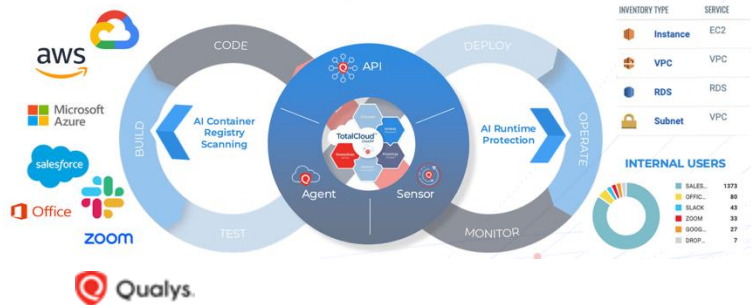 aws
Microsoft
Azure
salesforce
Office
zoom
Qualys.
CODE
BUILD
TEST
AI Container
Registry
Scanning
API
TotalCloud
Agent
Sensor
DEPLOY
OPERATE
MONITOR
AI Runtime
Protection
INVENTORY TYPE SERVICE
Instance EC2
VPC VPC
RDS RDS
Subnet VPC
INTERNAL USERS
SALES... 1373
OFFIC... 80
SLACK 43
ZOOM 33
GOOG... 27
DROP... 7